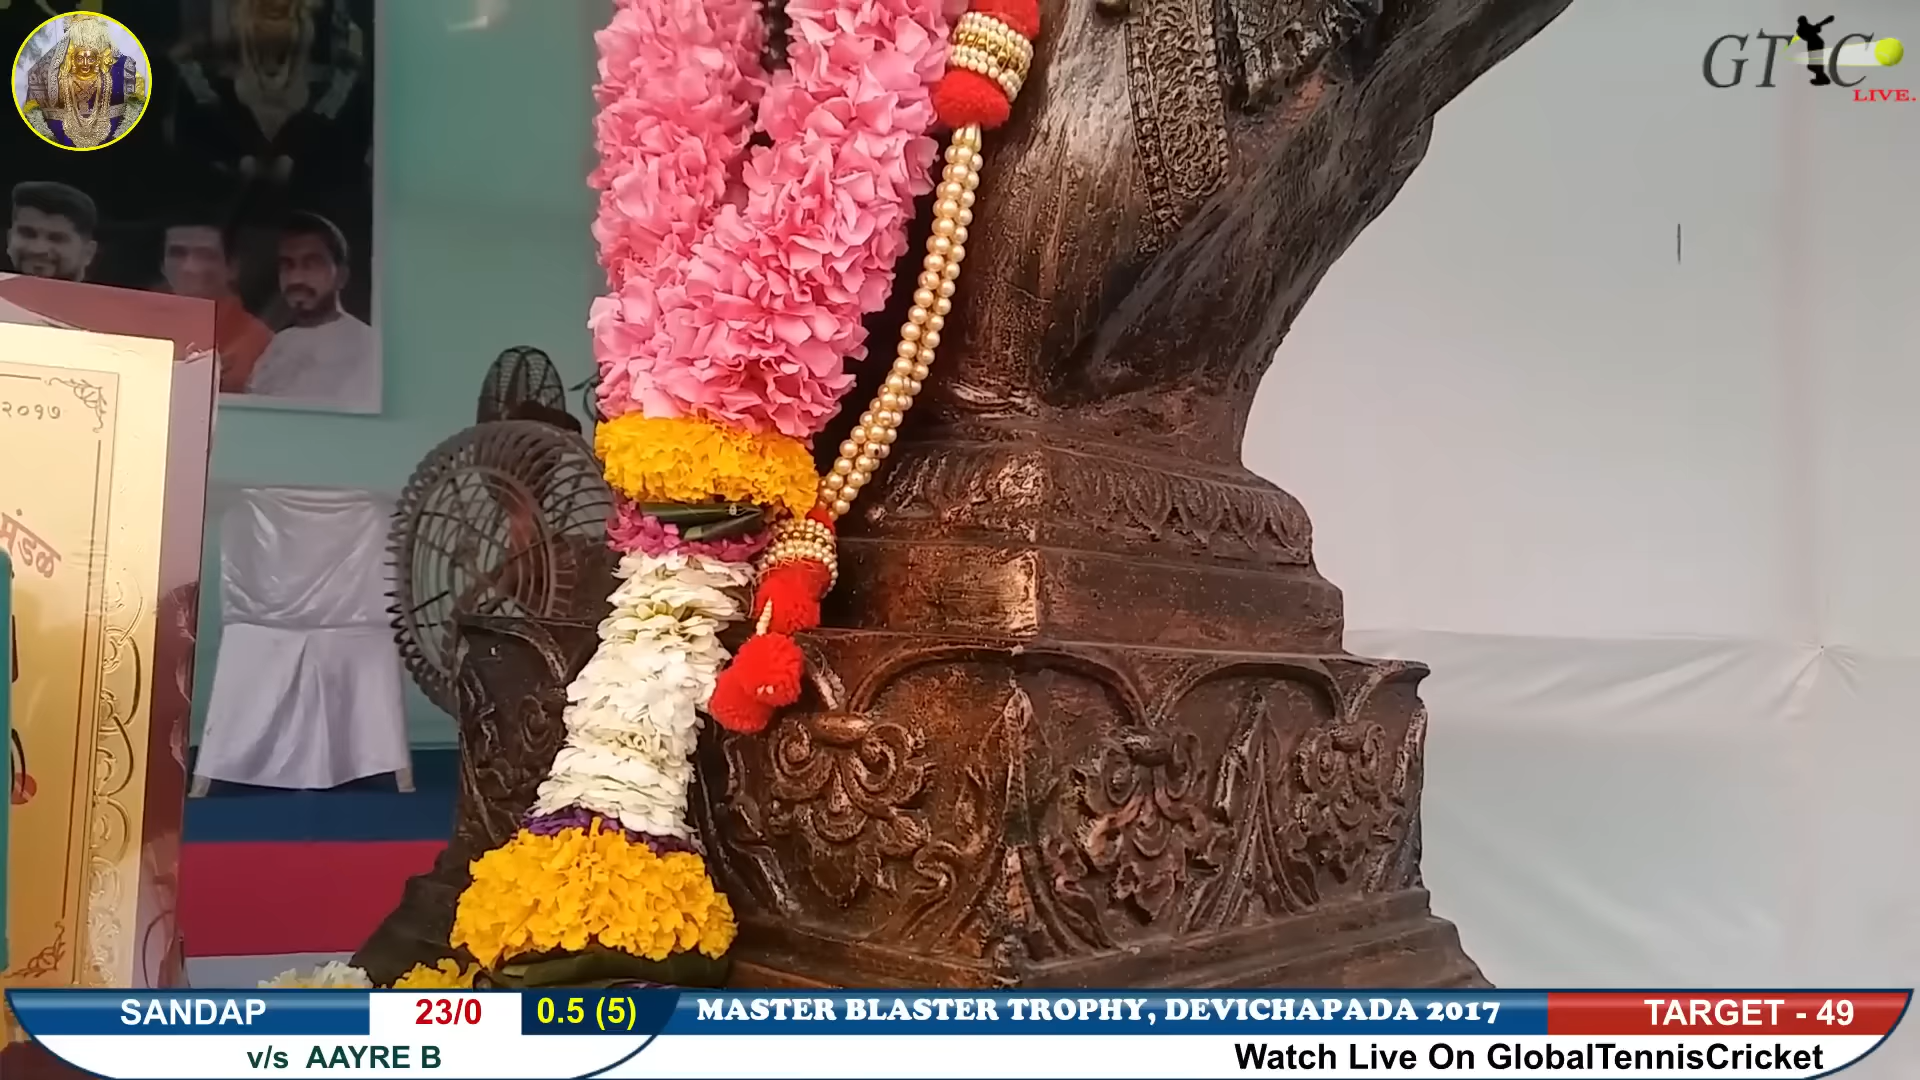 GTC
LIVE.
२०१७
मंडळ
SANDAP 23/0 0.5 (5) MASTER BLASTER TROPHY, DEVICHAPADA 2017 TARGET - 49
v/s AAYRE B Watch Live On GlobalTennisCricket